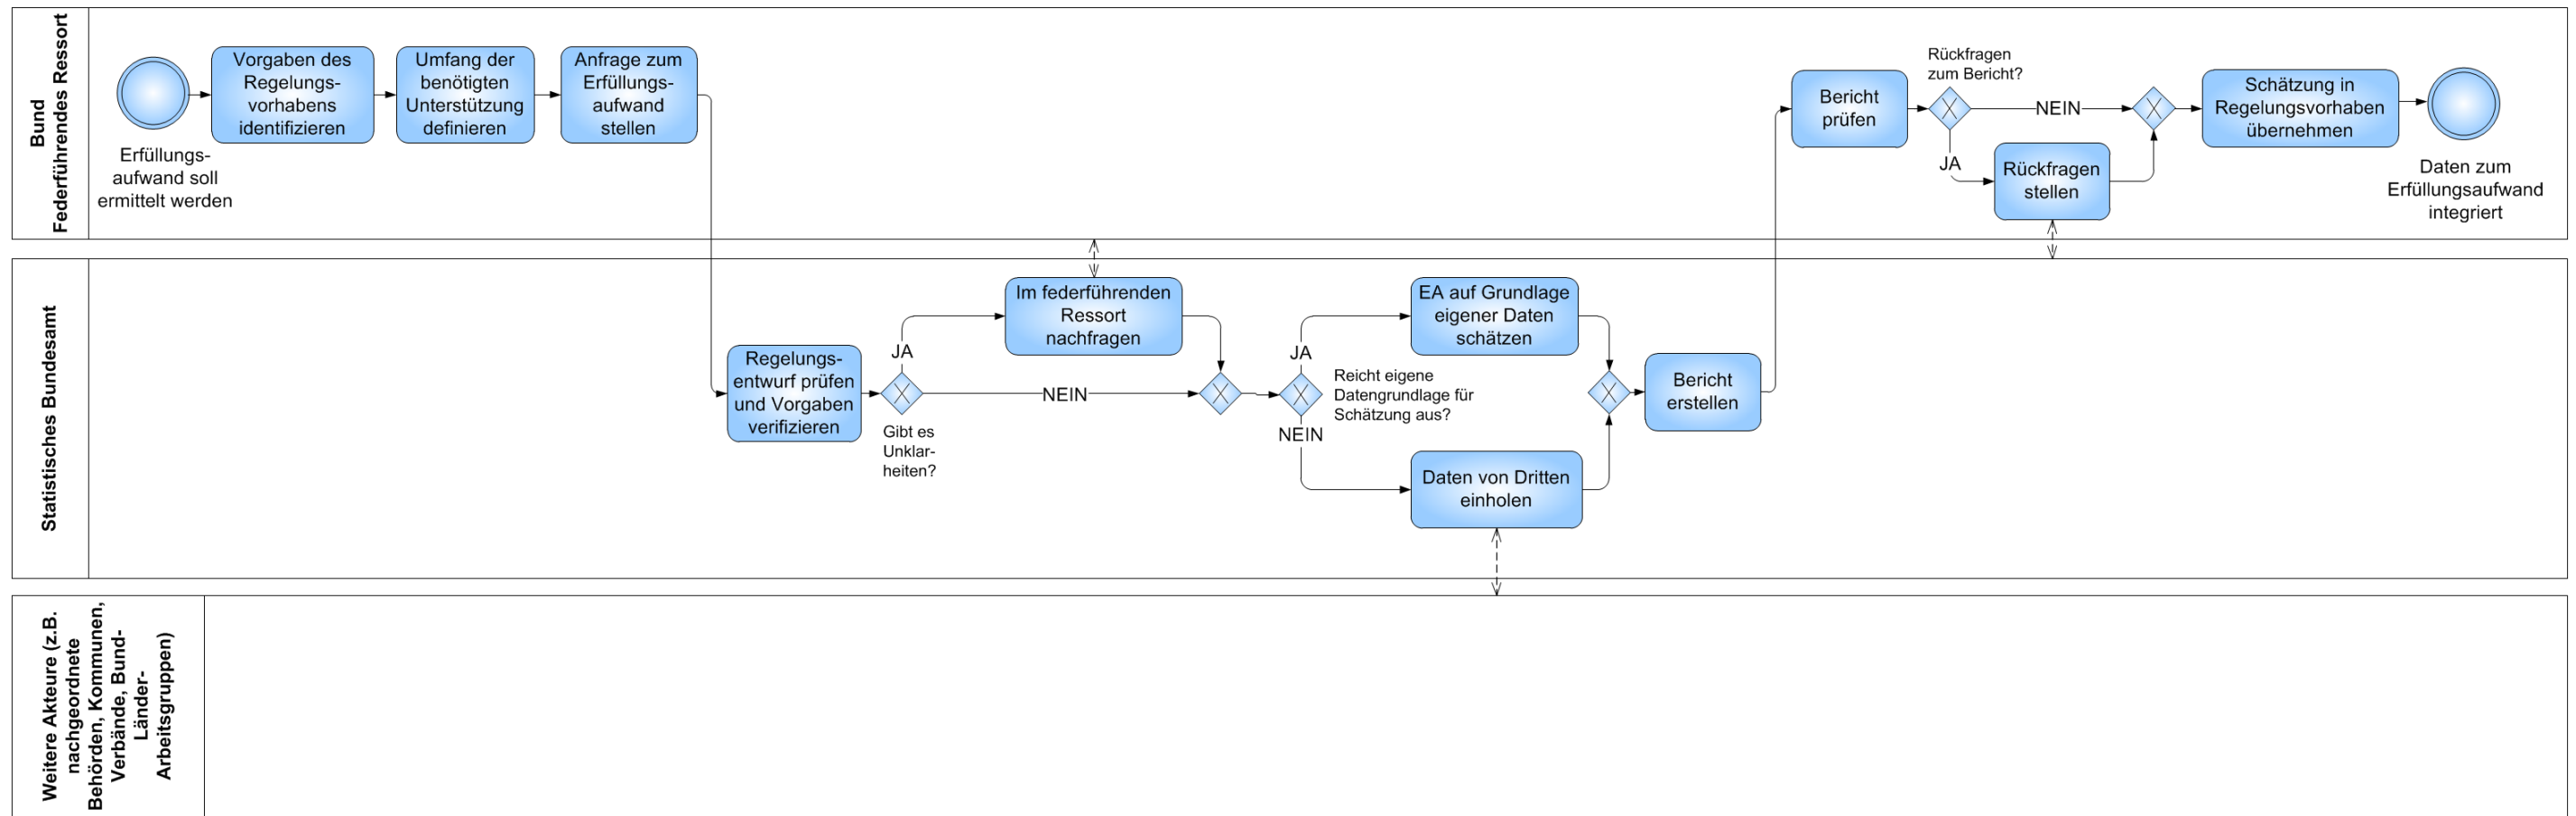 Bund
Federführendes Ressort
Erfüllungs-
aufwand soll
ermittelt werden
Vorgaben des
Regelungs-
vorhabens
identifizieren
Umfang der
benötigten
Unterstützung
definieren
Anfrage zum
Erfüllungs-
aufwand
stellen
Bericht
prüfen
Rückfragen
zum Bericht?
NEIN
JA
Rückfragen
stellen
Schätzung in
Regelungsvorhaben
übernehmen
Daten zum
Erfüllungsaufwand
integriert
Statistisches Bundesamt
Regelungs-
entwurf prüfen
und Vorgaben
verifizieren
JA
Gibt es
Unklar-
heiten?
Im federführenden
Ressort
nachfragen
NEIN
JA
Reicht eigene
Datengrundlage für
Schätzung aus?
NEIN
EA auf Grundlage
eigener Daten
schätzen
Daten von Dritten
einholen
Bericht
erstellen
Weitere Akteure (z.B.
nachgeordnete
Behörden, Kommunen,
Verbände, Bund-
Länder-
Arbeitsgruppen)